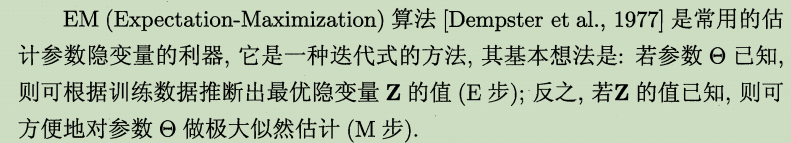 EM (Expectation-Maximization) 算法 [Dempster et al., 1977] 是常用的估
计参数隐变量的利器, 它是一种迭代式的方法, 其基本想法是: 若参数 Θ 已知,
则可根据训练数据推断出最优隐变量 Z 的值 (E 步); 反之, 若Z 的值已知, 则可
方便地对参数 Θ 做极大似然估计 (M 步).